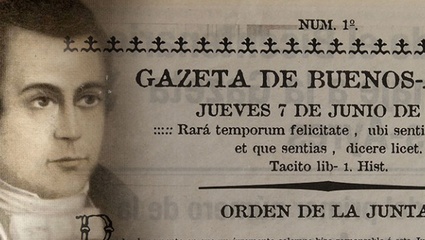 NUM. 1º.
GAZETA DE BUENOS-A
JUEVES 7 DE JUNIO DE
:::::: Rará temporum felicitate , ubi senti
et que sentias , dicere licet.
Tacito lib- 1. Hist.
ORDEN DE LA JUNTA